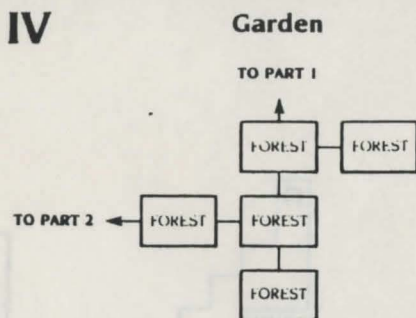 IV
Garden
TO PART 1
FOREST FOREST
TO PART 2 FOREST FOREST
FOREST